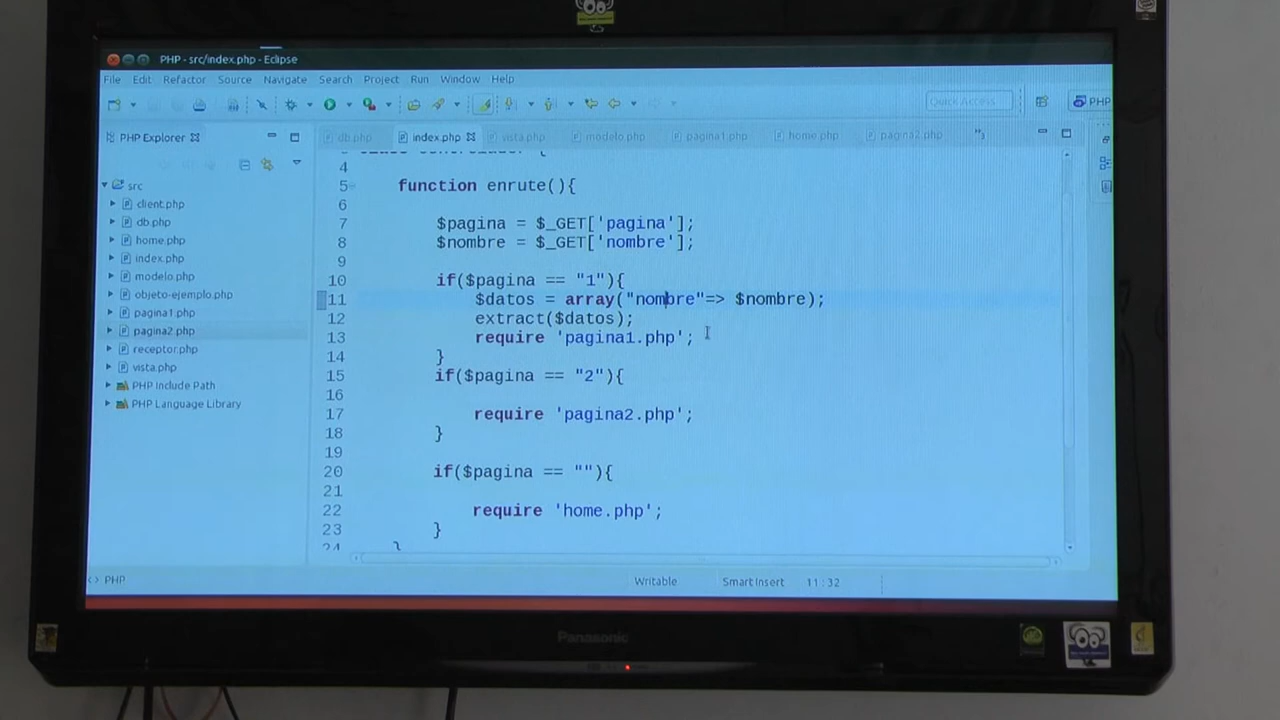 PHP - src/index.php - Eclipse
File Edit Refactor Source Navigate Search Project Run Window Help
Quick Access
PHP
PHP Explorer
db.php
index.php
vista.php
modelo.php
pagina1.php
home.php
pagina2.php
src
client.php
db.php
home.php
index.php
modelo.php
objeto-ejemplo.php
pagina1.php
pagina2.php
receptor.php
vista.php
PHP Include Path
PHP Language Library
4
5 function enrute(){
6
7 $pagina = $_GET['pagina'];
8 $nombre = $_GET['nombre'];
9
10 if($pagina == "1"){
11 $datos = array("nombre"=> $nombre);
12 extract($datos);
13 require 'pagina1.php';
14 }
15 if($pagina == "2"){
16
17 require 'pagina2.php';
18 }
19
20 if($pagina == ""){
21
22 require 'home.php';
23 }
24 }
PHP
Writable
Smart Insert
11:32
Panasonic